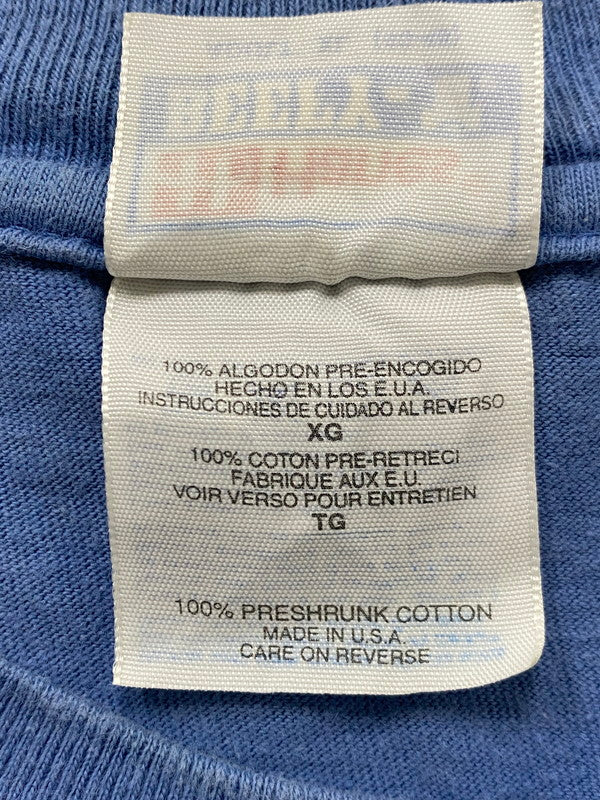 100% ALGODON PRE-ENCOGIDO
HECHO EN LOS E.U.A.
INSTRUCCIONES DE CUIDADO AL REVERSO
XG
100% COTON PRE-RETRECI
FABRIQUE AUX E.U.
VOIR VERSO POUR ENTRETIEN
TG
100% PRESHRUNK COTTON
MADE IN U.S.A.
CARE ON REVERSE